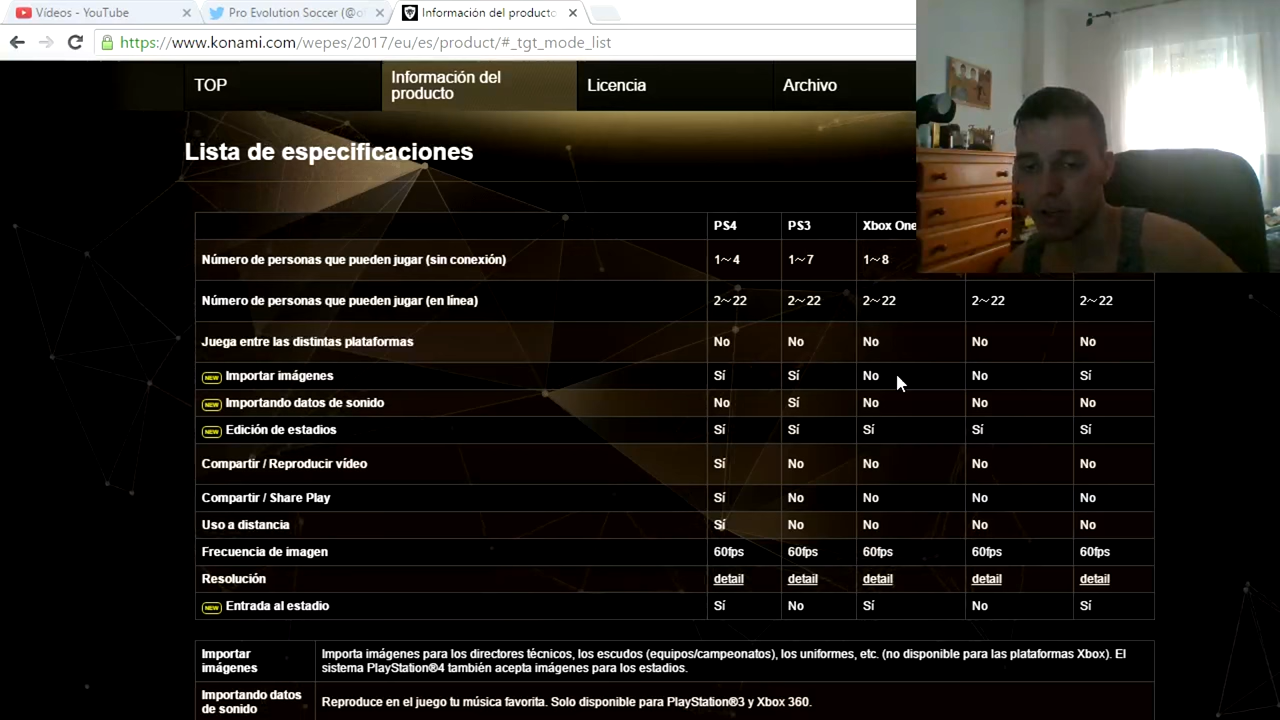 Vídeos - YouTube
Pro Evolution Soccer (@o
Información del producto
https://www.konami.com/wepes/2017/eu/es/product/#_tgt_mode_list
TOP
Información del
producto
Licencia
Archivo
Lista de especificaciones
PS4 PS3 Xbox One
Número de personas que pueden jugar (sin conexión) 1～4 1～7 1～8
Número de personas que pueden jugar (en línea) 2～22 2～22 2～22 2～22 2～22
Juega entre las distintas plataformas No No No No No
NEW Importar imágenes Sí Sí No No Sí
NEW Importando datos de sonido No Sí No No No
NEW Edición de estadios Sí Sí Sí Sí Sí
Compartir / Reproducir vídeo Sí No No No No
Compartir / Share Play Sí No No No No
Uso a distancia Sí No No No No
Frecuencia de imagen 60fps 60fps 60fps 60fps 60fps
Resolución detail detail detail detail detail
NEW Entrada al estadio Sí No Sí No Sí
Importar
imágenes
Importa imágenes para los directores técnicos, los escudos (equipos/campeonatos), los uniformes, etc. (no disponible para las plataformas Xbox). El
sistema PlayStation®4 también acepta imágenes para los estadios.
Importando datos
de sonido
Reproduce en el juego tu música favorita. Solo disponible para PlayStation®3 y Xbox 360.